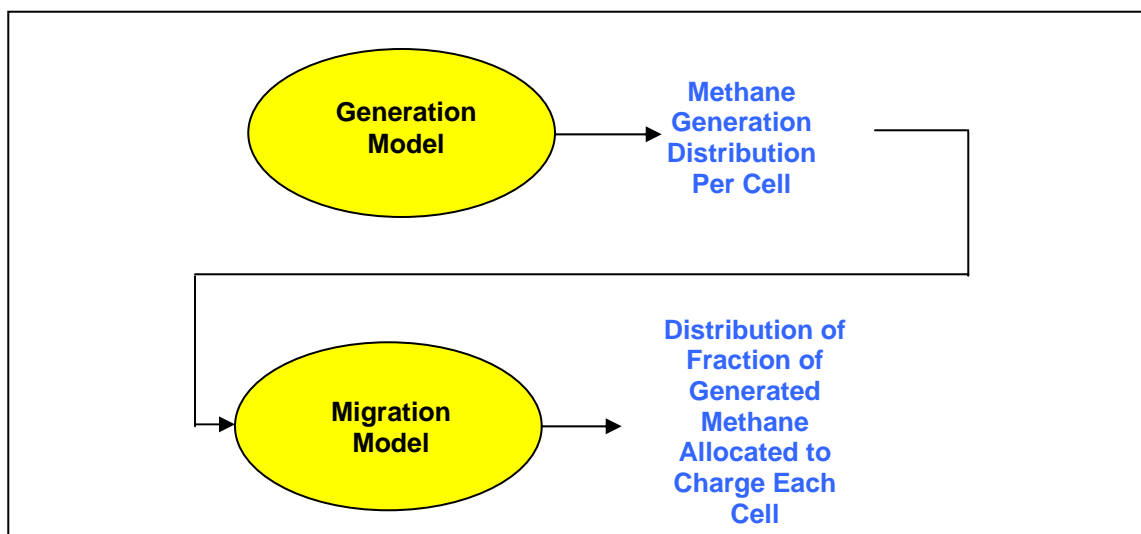 Generation
Model
Methane
Generation
Distribution
Per Cell
Migration
Model
Distribution of
Fraction of
Generated
Methane
Allocated to
Charge Each
Cell